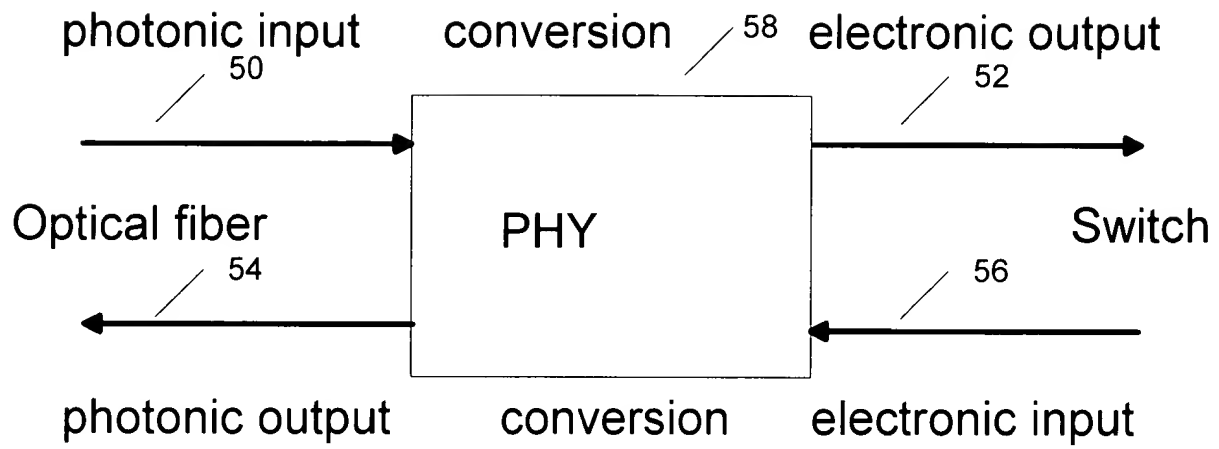 photonic input conversion 58 electronic output
50 52
Optical fiber PHY Switch
54 56
photonic output conversion electronic input